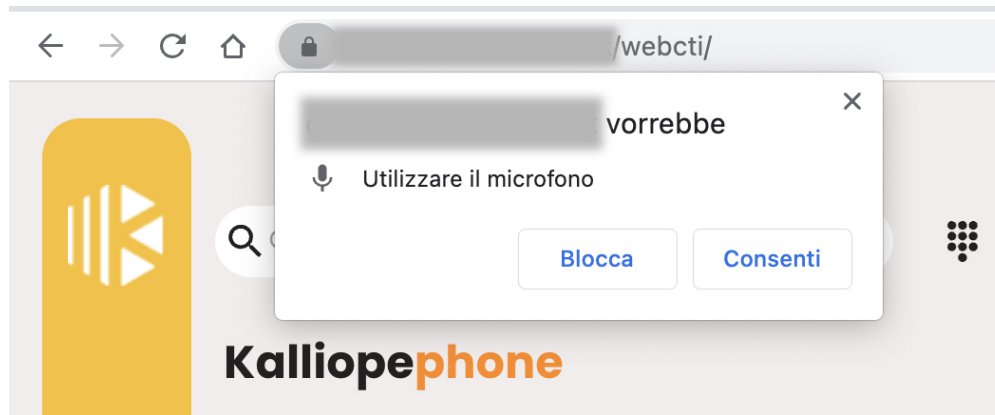 /webcti/
vorrebbe
Utilizzare il microfono
Blocca
Consenti
Kalliopephone